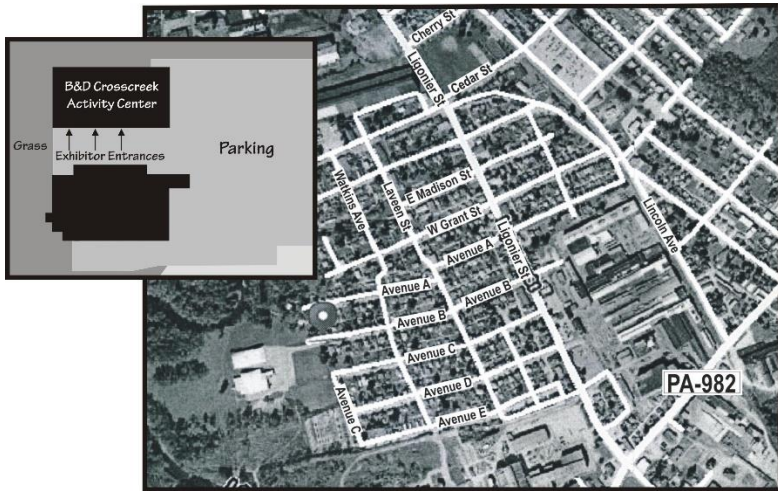 B&D Crosscreek
Activity Center
Grass
Exhibitor Entrances
Parking
Cherry St
Ligonier St
Cedar St
E Madison St
Watkins Ave
Laveen St
W Grant St
Lincoln Ave
Avenue A
Ligonier St
Avenue A
Avenue B
Avenue B
Avenue C
Avenue D
PA-982
Avenue C
Avenue E